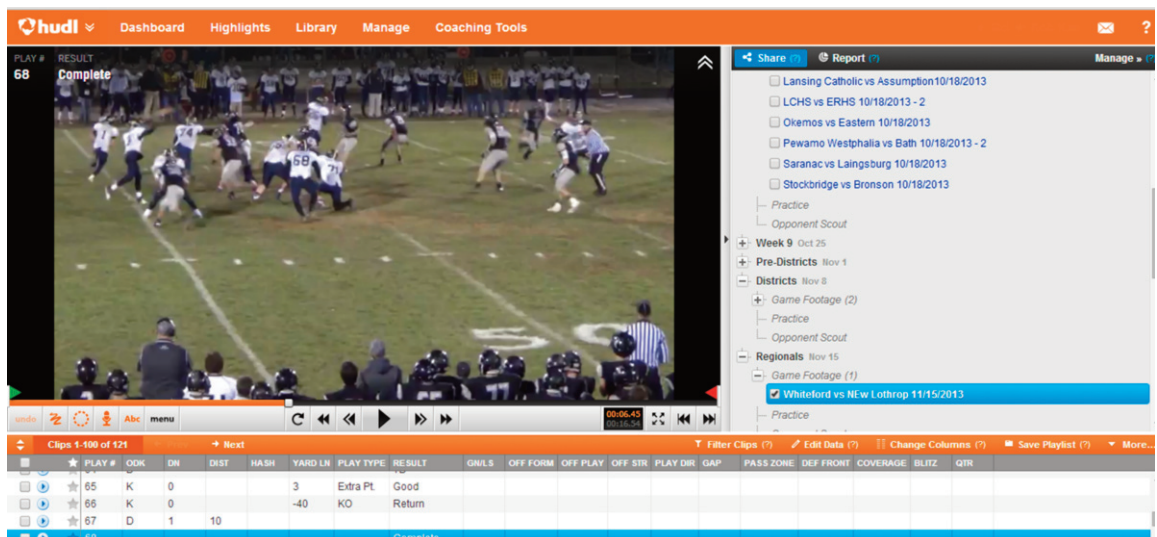 hudl Dashboard Highlights Library Manage Coaching Tools ?
PLAY # RESULT
68 Complete
Share (?) Report (?) Manage » (?)
Lansing Catholic vs Assumption10/18/2013
LCHS vs ERHS 10/18/2013 - 2
Okemos vs Eastern 10/18/2013
Pewamo Westphalia vs Bath 10/18/2013 - 2
Saranac vs Laingsburg 10/18/2013
Stockbridge vs Bronson 10/18/2013
Practice
Opponent Scout
Week 9 Oct 25
Pre-Districts Nov 1
Districts Nov 8
Game Footage (2)
Practice
Opponent Scout
Regionals Nov 15
Game Footage (1)
Whiteford vs NEw Lothrop 11/15/2013
Practice
1
74
68
5 0
undo Abc menu 00:06.45
00:16.54
Clips 1-100 of 121 Prev Next Filter Clips (?) Edit Data (?) Change Columns (?) Save Playlist (?) More...
PLAY # ODK DN DIST HASH YARD LN PLAY TYPE RESULT GN/LS OFF FORM OFF PLAY OFF STR PLAY DIR GAP PASS ZONE DEF FRONT COVERAGE BLITZ QTR
65 K 0 3 Extra Pt. Good
66 K 0 -40 KO Return
67 D 1 10
68 Complete